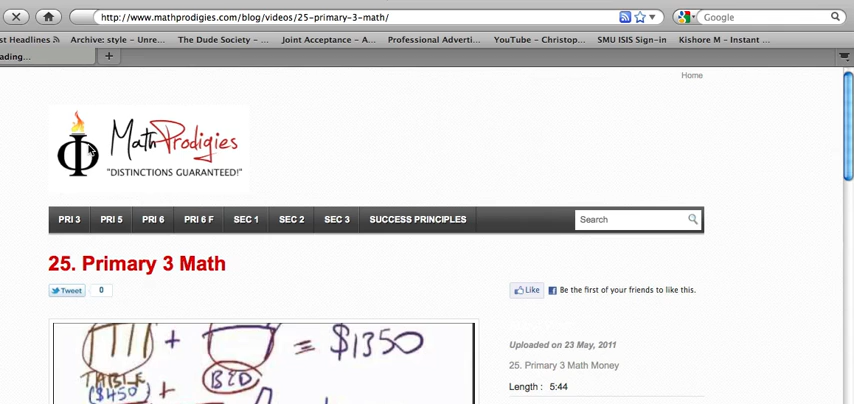 http://www.mathprodigies.com/blog/videos/25-primary-3-math/
Google
st Headlines
Archive: style - Unre...
The Dude Society - ...
Joint Acceptance - A...
Professional Adverti...
YouTube - Christop...
SMU ISIS Sign-in
Kishore M - Instant ...
ading...
Home
Φ MathProdigies
"DISTINCTIONS GUARANTEED!"
PRI 3
PRI 5
PRI 6
PRI 6 F
SEC 1
SEC 2
SEC 3
SUCCESS PRINCIPLES
Search
25. Primary 3 Math
Tweet 0
Like Be the first of your friends to like this.
Uploaded on 23 May, 2011
25. Primary 3 Math Money
Length : 5:44
+ = $1350
TABLE BED
($450) +